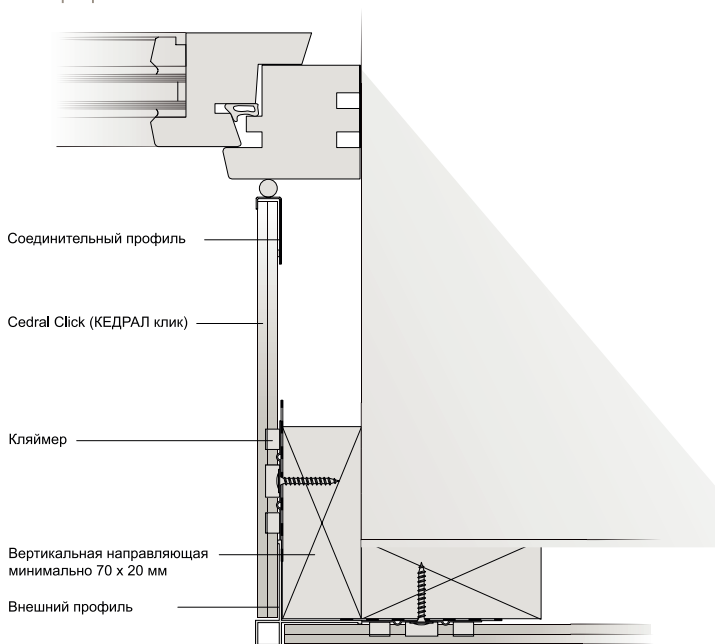 Соединительный профиль
Cedral Click (КЕДРАЛ клик)
Кляймер
Вертикальная направляющая
минимально 70 x 20 мм
Внешний профиль